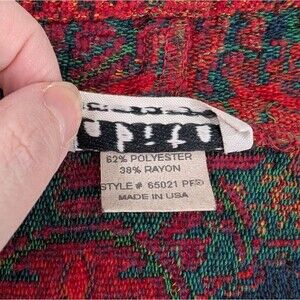 62% POLYESTER
38% RAYON
STYLE # 65021 PF®
MADE IN USA